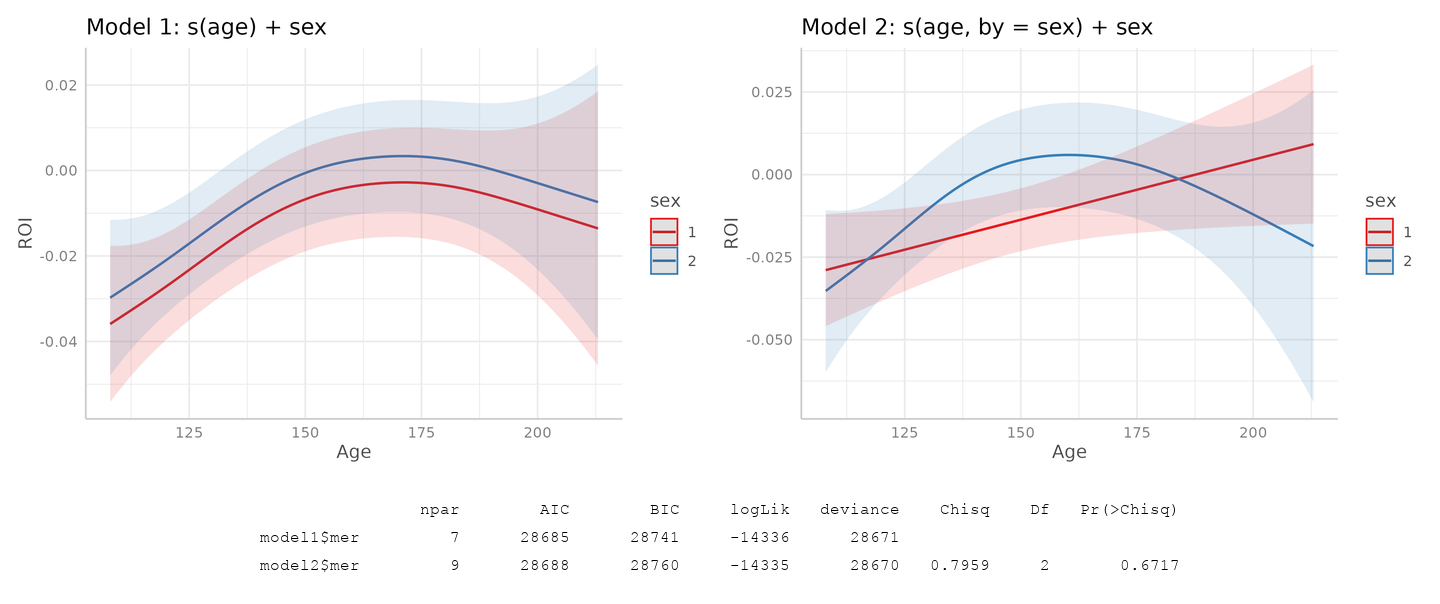 Model 1: s(age) + sex
0.02
0.00
-0.02
-0.04
ROI
125 150 175 200
Age
sex
1
2
Model 2: s(age, by = sex) + sex
0.025
0.000
-0.025
-0.050
ROI
125 150 175 200
Age
sex
1
2
npar AIC BIC logLik deviance Chisq Df Pr(>Chisq)
model1$mer 7 28685 28741 -14336 28671
model2$mer 9 28688 28760 -14335 28670 0.7959 2 0.6717